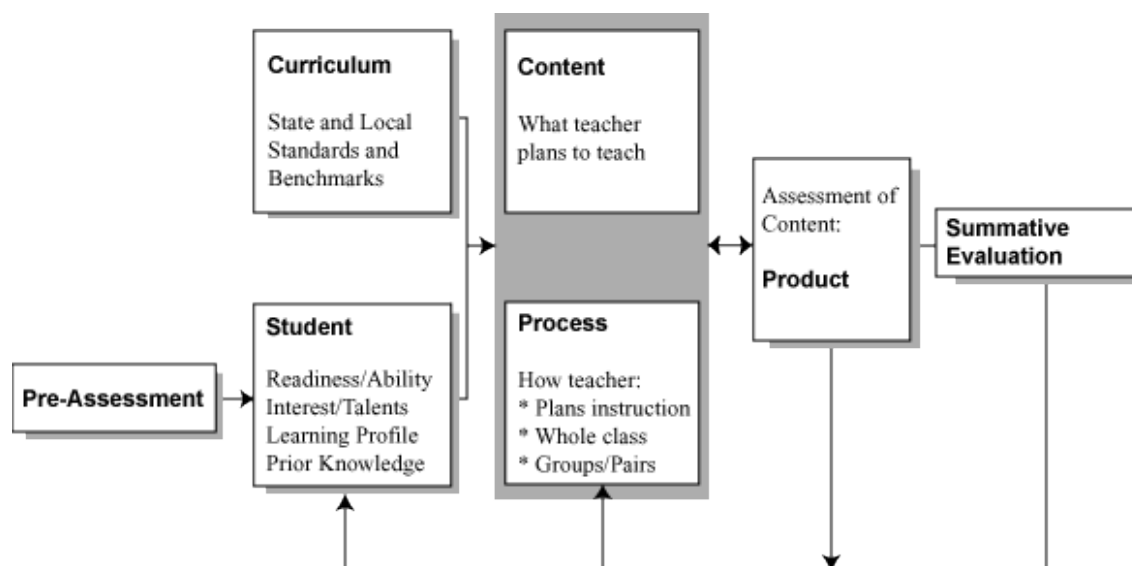 Curriculum
State and Local
Standards and
Benchmarks
Content
What teacher
plans to teach
Assessment of
Content:
Product
Summative
Evaluation
Pre-Assessment
Student
Readiness/Ability
Interest/Talents
Learning Profile
Prior Knowledge
Process
How teacher:
* Plans instruction
* Whole class
* Groups/Pairs